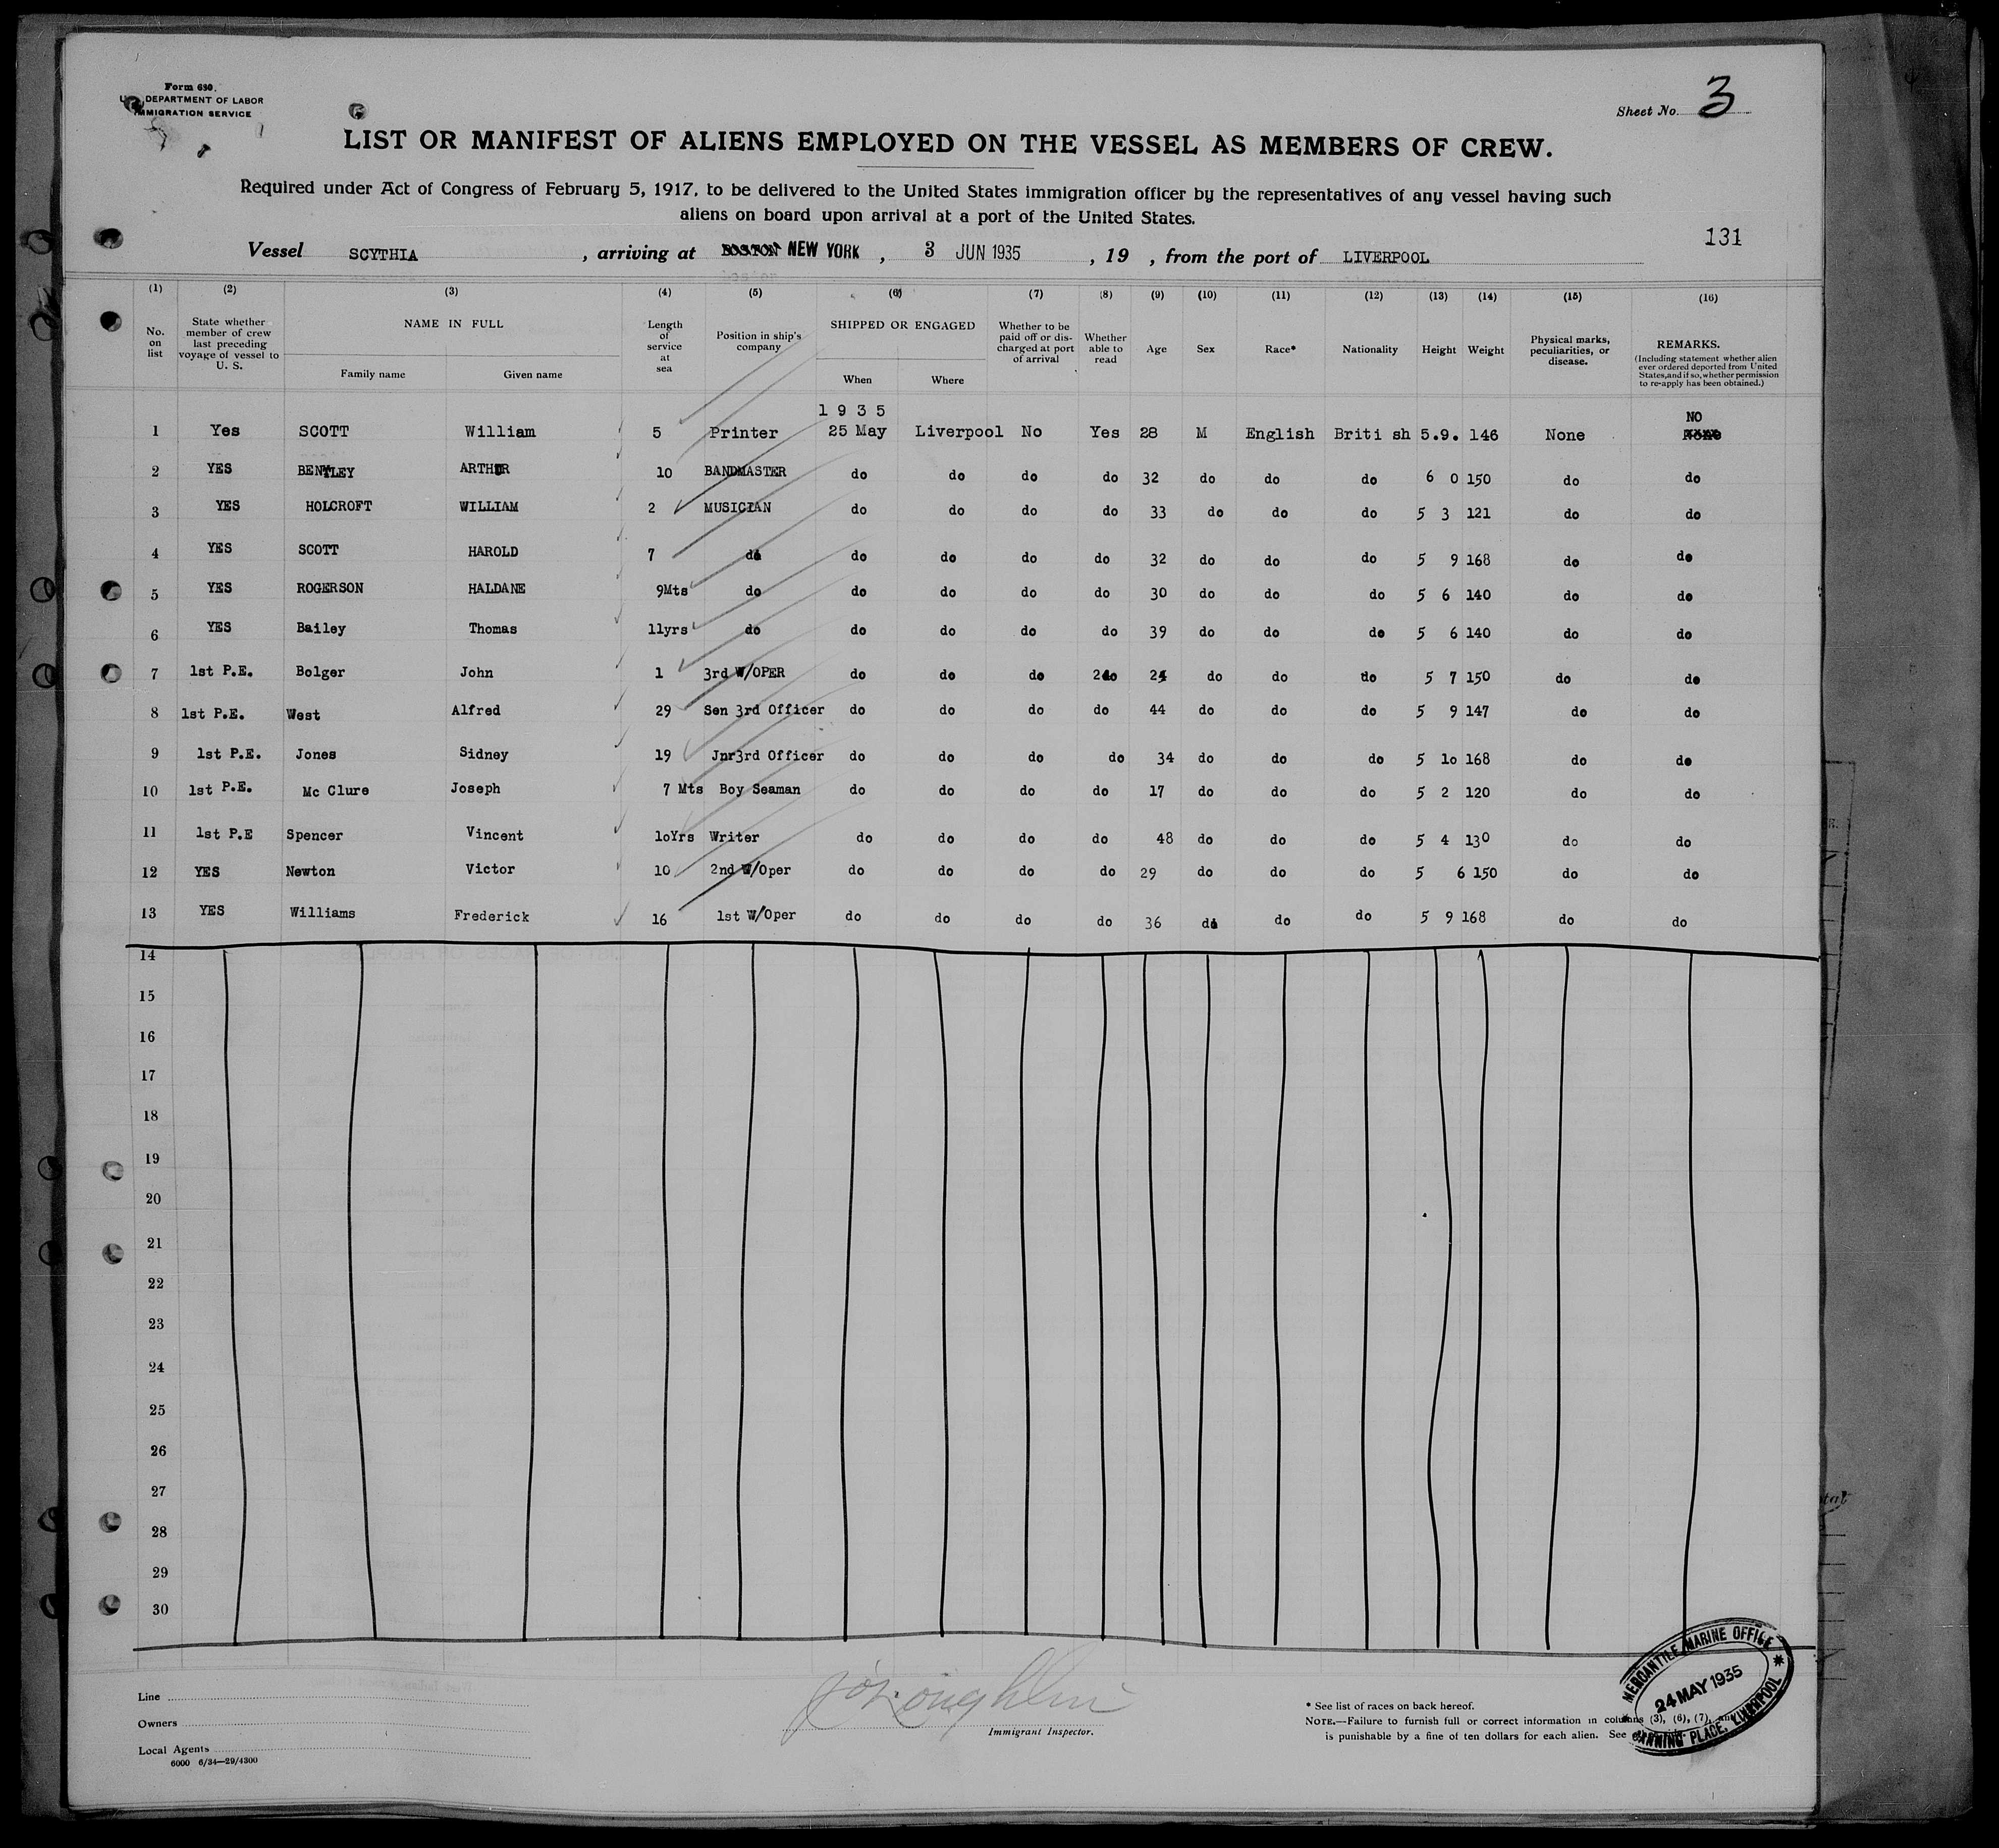 Form 680.
U. S. DEPARTMENT OF LABOR
IMMIGRATION SERVICE
Sheet No. 3
LIST OR MANIFEST OF ALIENS EMPLOYED ON THE VESSEL AS MEMBERS OF CREW.
Required under Act of Congress of February 5, 1917, to be delivered to the United States immigration officer by the representatives of any vessel having such
aliens on board upon arrival at a port of the United States.
131
Vessel SCYTHIA , arriving at BOSTON NEW YORK , 3 JUN 1935 , 19 , from the port of LIVERPOOL
(1) (2) (3) (4) (5) (6) (7) (8) (9) (10) (11) (12) (13) (14) (15) (16)
No. on list
State whether member of crew last preceding voyage of vessel to U. S.
NAME IN FULL
Family name Given name
Length of service at sea
Position in ship's company
SHIPPED OR ENGAGED
When Where
Whether to be paid off or discharged at port of arrival
Whether able to read
Age Sex Race* Nationality Height Weight
Physical marks, peculiarities, or disease.
REMARKS.
(Including statement whether alien ever ordered deported from United States, and if so, whether permission to re-apply has been obtained.)
1935 NO
1 Yes SCOTT William 5 Printer 25 May Liverpool No Yes 28 M English Briti sh 5.9. 146 None None
2 YES BENTLEY ARTHUR 10 BANDMASTER do do do do 32 do do do 6 0 150 do do
3 YES HOLCROFT WILLIAM 2 MUSICIAN do do do do 33 do do do 5 3 121 do do
4 YES SCOTT HAROLD 7 do do do do do 32 do do do 5 9 168 do do
5 YES ROGERSON HALDANE 9Mts do do do do do 30 do do do 5 6 140 do do
6 YES Bailey Thomas 11yrs do do do do do 39 do do do 5 6 140 do do
7 1st P.E. Bolger John 1 3rd W/OPER do do do do 24 do do do 5 7 150 do do
8 1st P.E. West Alfred 29 Sen 3rd Officer do do do do 44 do do do 5 9 147 do do
9 1st P.E. Jones Sidney 19 Jnr3rd Officer do do do do 34 do do do 5 10 168 do do
10 1st P.E. Mc Clure Joseph 7 Mts Boy Seaman do do do do 17 do do do 5 2 120 do do
11 1st P.E Spencer Vincent 10Yrs Writer do do do do 48 do do do 5 4 130 do do
12 YES Newton Victor 10 2nd W/Oper do do do do 29 do do do 5 6 150 do do
13 YES Williams Frederick 16 1st W/Oper do do do do 36 do do do 5 9 168 do do
14
15
16
17
18
19
20
21
22
23
24
25
26
27
28
29
30
Line
Owners
Local Agents
6000 6/34—29/4300
Immigrant Inspector.
* See list of races on back hereof.
NOTE.—Failure to furnish full or correct information in columns (3), (6), (7), and
is punishable by a fine of ten dollars for each alien. See
MERCANTILE MARINE OFFICE
24 MAY 1935
CANNING PLACE, LIVERPOOL